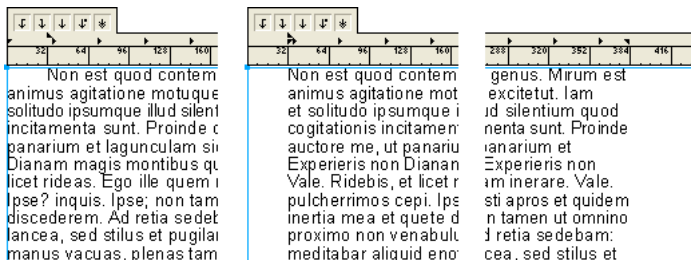 32 64 96 128 160
Non est quod contem
animus agitatione motuque
solitudo ipsumque illud silent
incitamenta sunt. Proinde
panarium et lagunculam
Dianam magis montibus
licet rideas. Ego ille quem
Ipse? inquis. Ipse; non tam
discederem. Ad retia sedeb
lancea, sed stilus et pugilar
manus vacuas, plenas tam
32 64 96 128 160
Non est quod contem
animus agitatione mot
et solitudo ipsumque i
cogitationis incitamen
auctore me, ut panariu
Experieris non Dianan
Vale. Ridebis, et licet r
pulcherrimos cepi. Ips
inertia mea et quete d
proximo non venabulu
meditabar aliquid eno
288 320 352 384 416
genus. Mirum est
excitetut. Iam
ud silentium quod
menta sunt. Proinde
panarium et
Experieris non
am inerare. Vale.
sti apros et quidem
n tamen ut omnino
d retia sedebam:
cea, sed stilus et